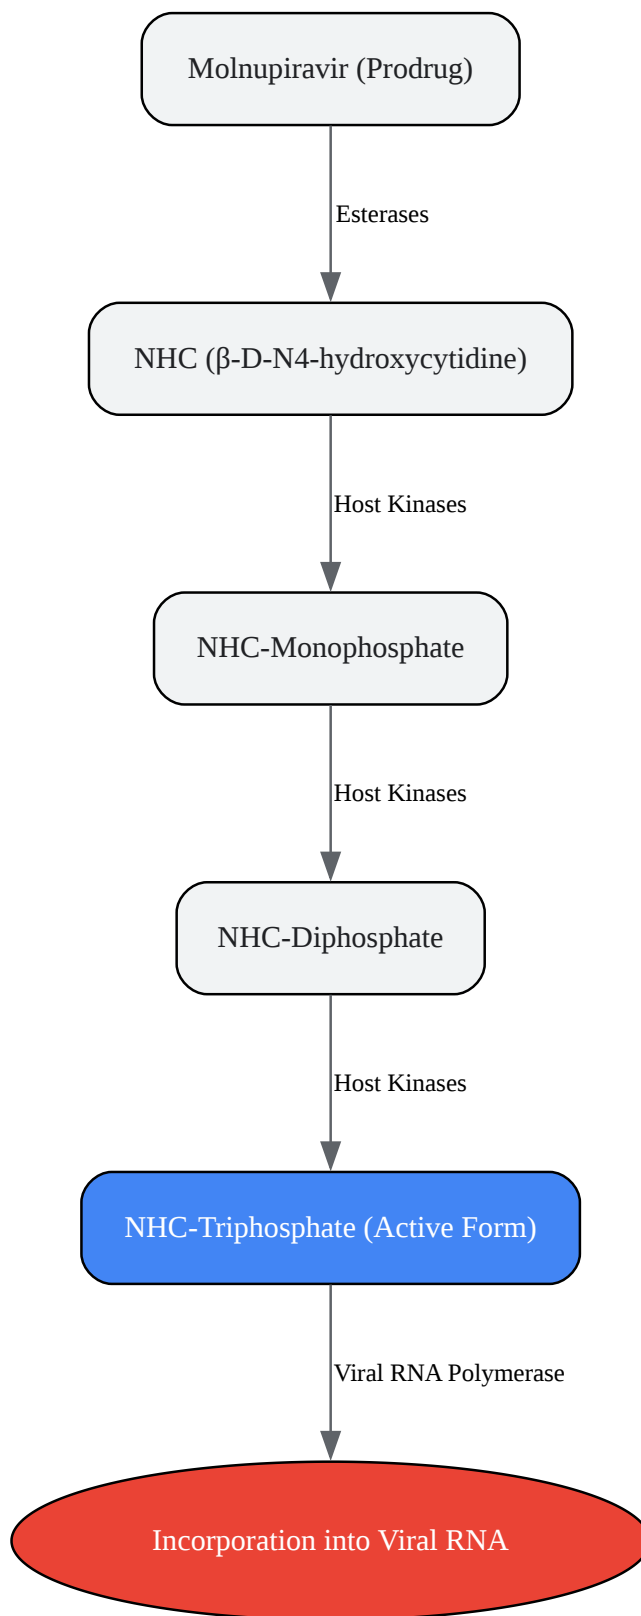 Molnupiravir (Prodrug)
Esterases
NHC (β-D-N4-hydroxycytidine)
Host Kinases
NHC-Monophosphate
Host Kinases
NHC-Diphosphate
Host Kinases
NHC-Triphosphate (Active Form)
Viral RNA Polymerase
Incorporation into Viral RNA